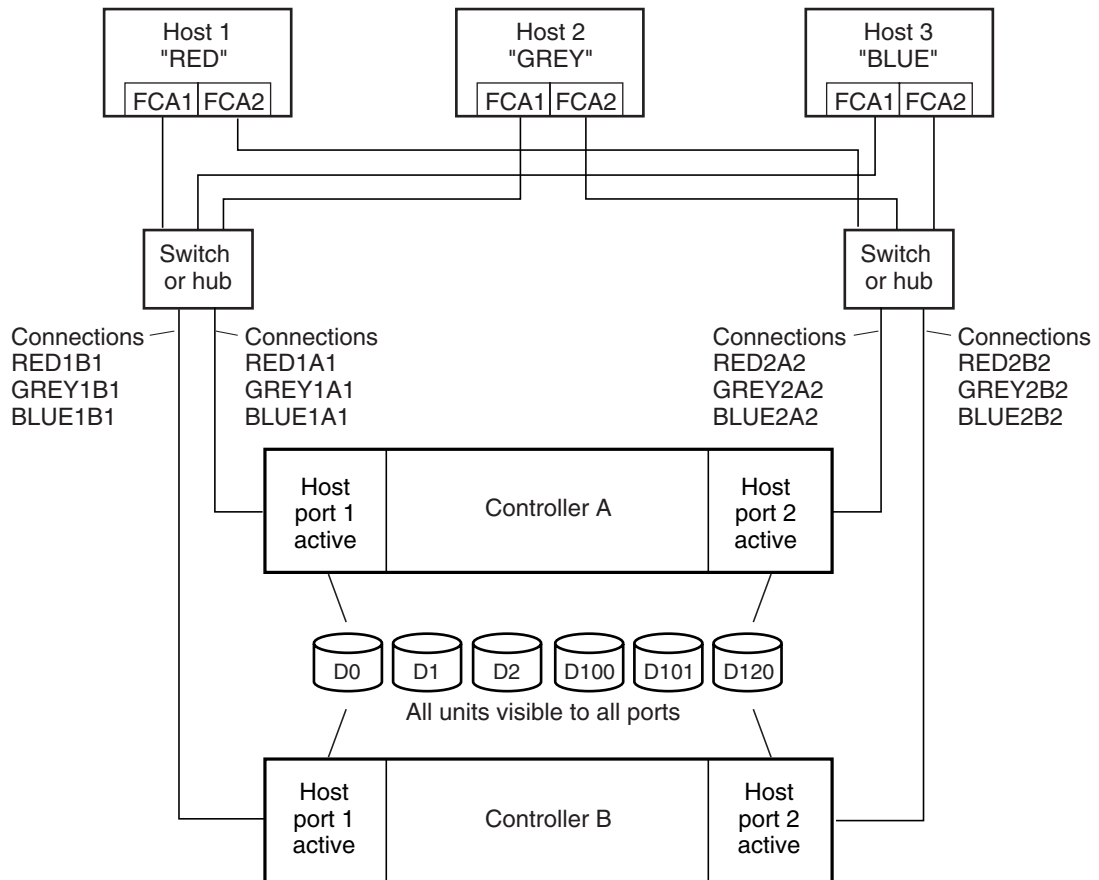 Host 1
"RED"
FCA1 FCA2
Host 2
"GREY"
FCA1 FCA2
Host 3
"BLUE"
FCA1 FCA2
Switch
or hub
Switch
or hub
Connections
RED1B1
GREY1B1
BLUE1B1
Connections
RED1A1
GREY1A1
BLUE1A1
Connections
RED2A2
GREY2A2
BLUE2A2
Connections
RED2B2
GREY2B2
BLUE2B2
Host
port 1
active
Controller A
Host
port 2
active
D0 D1 D2 D100 D101 D120
All units visible to all ports
Host
port 1
active
Controller B
Host
port 2
active